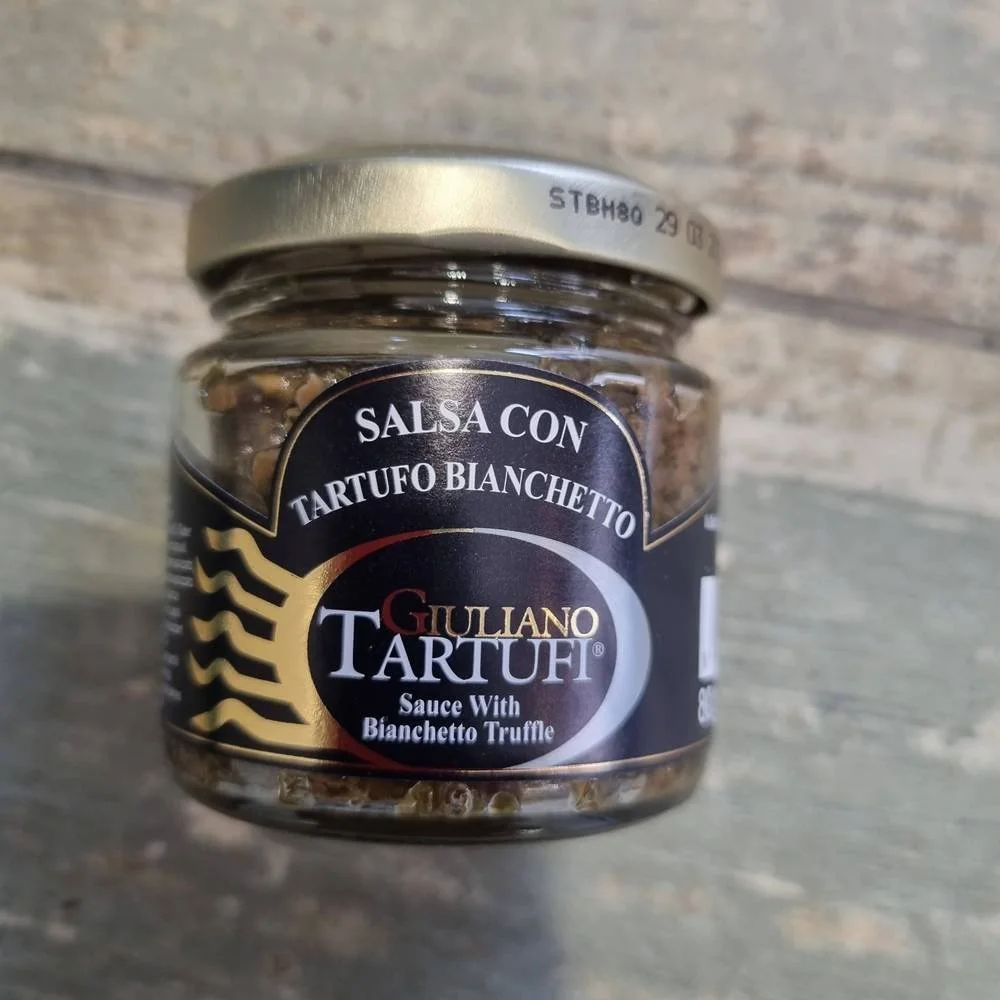 STBH80 29 03
SALSA CON
TARTUFO BIANCHETTO
GIULIANO
TARTUFI®
Sauce With
Bianchetto Truffle